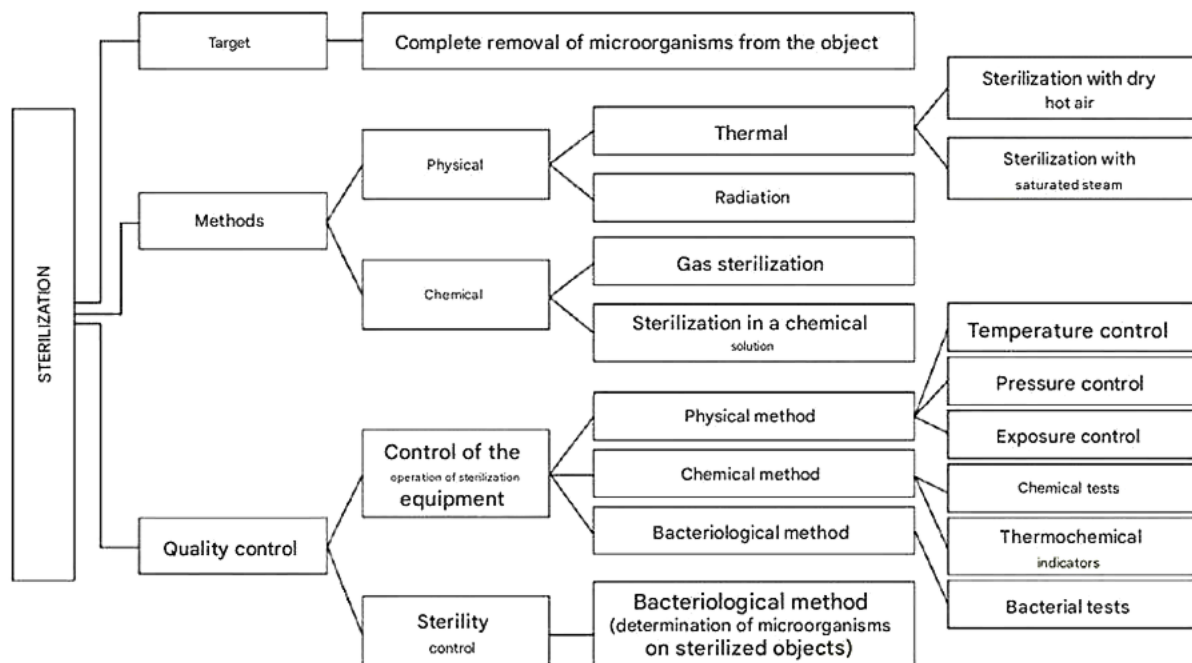 STERILIZATION
Target
Complete removal of microorganisms from the object
Methods
Physical
Thermal
Sterilization with dry
hot air
Sterilization with
saturated steam
Radiation
Chemical
Gas sterilization
Sterilization in a chemical
solution
Quality control
Control of the
operation of sterilization
equipment
Physical method
Temperature control
Pressure control
Exposure control
Chemical method
Chemical tests
Thermochemical
indicators
Bacteriological method
Bacterial tests
Sterility
control
Bacteriological method
(determination of microorganisms
on sterilized objects)